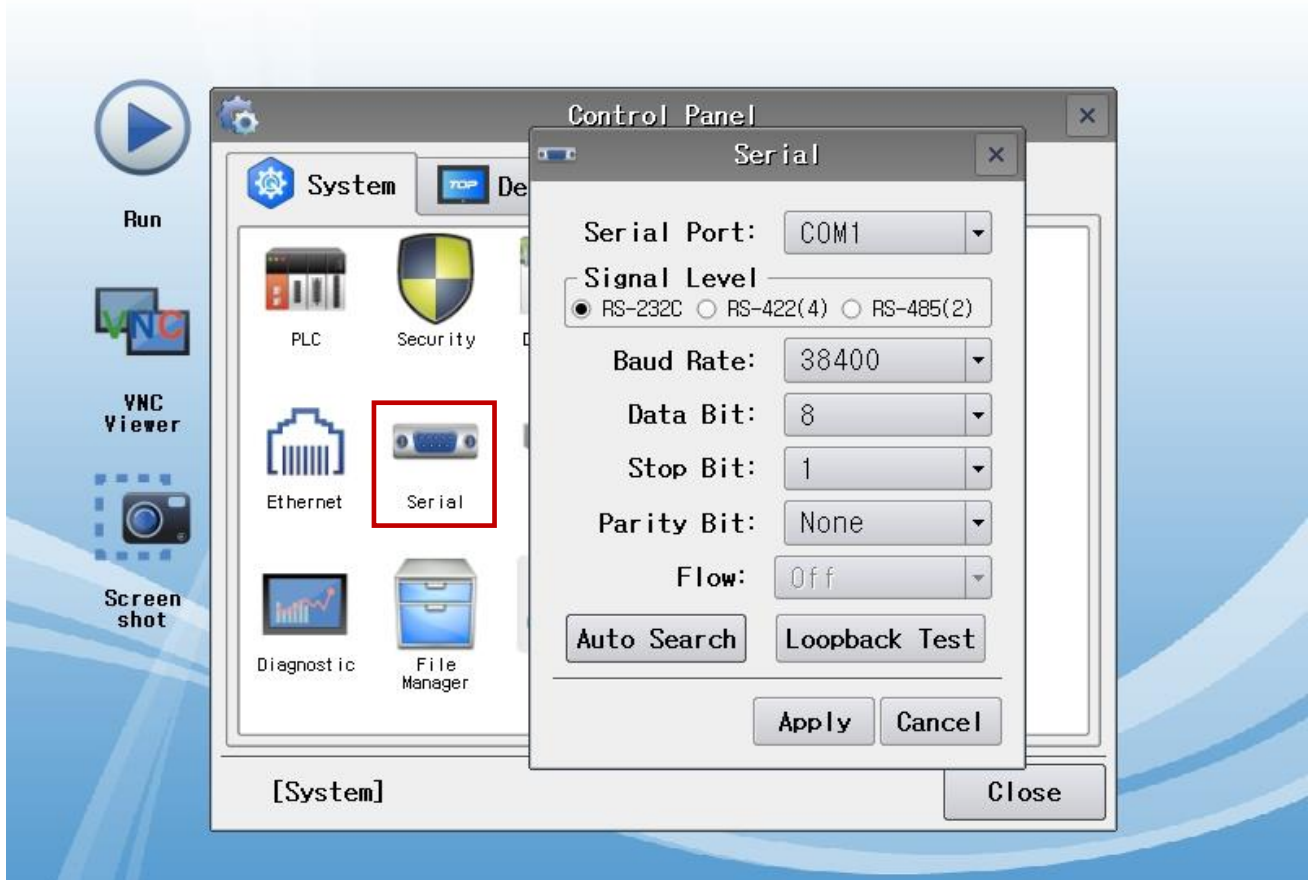 Run
VNC
VNC
Viewer
Screen
shot
Control Panel
System
TOP
De
PLC
Security
Ethernet
Serial
Diagnostic
File
Manager
[System]
Close
Serial
Serial Port: COM1
Signal Level
RS-232C RS-422(4) RS-485(2)
Baud Rate: 38400
Data Bit: 8
Stop Bit: 1
Parity Bit: None
Flow: Off
Auto Search Loopback Test
Apply Cancel